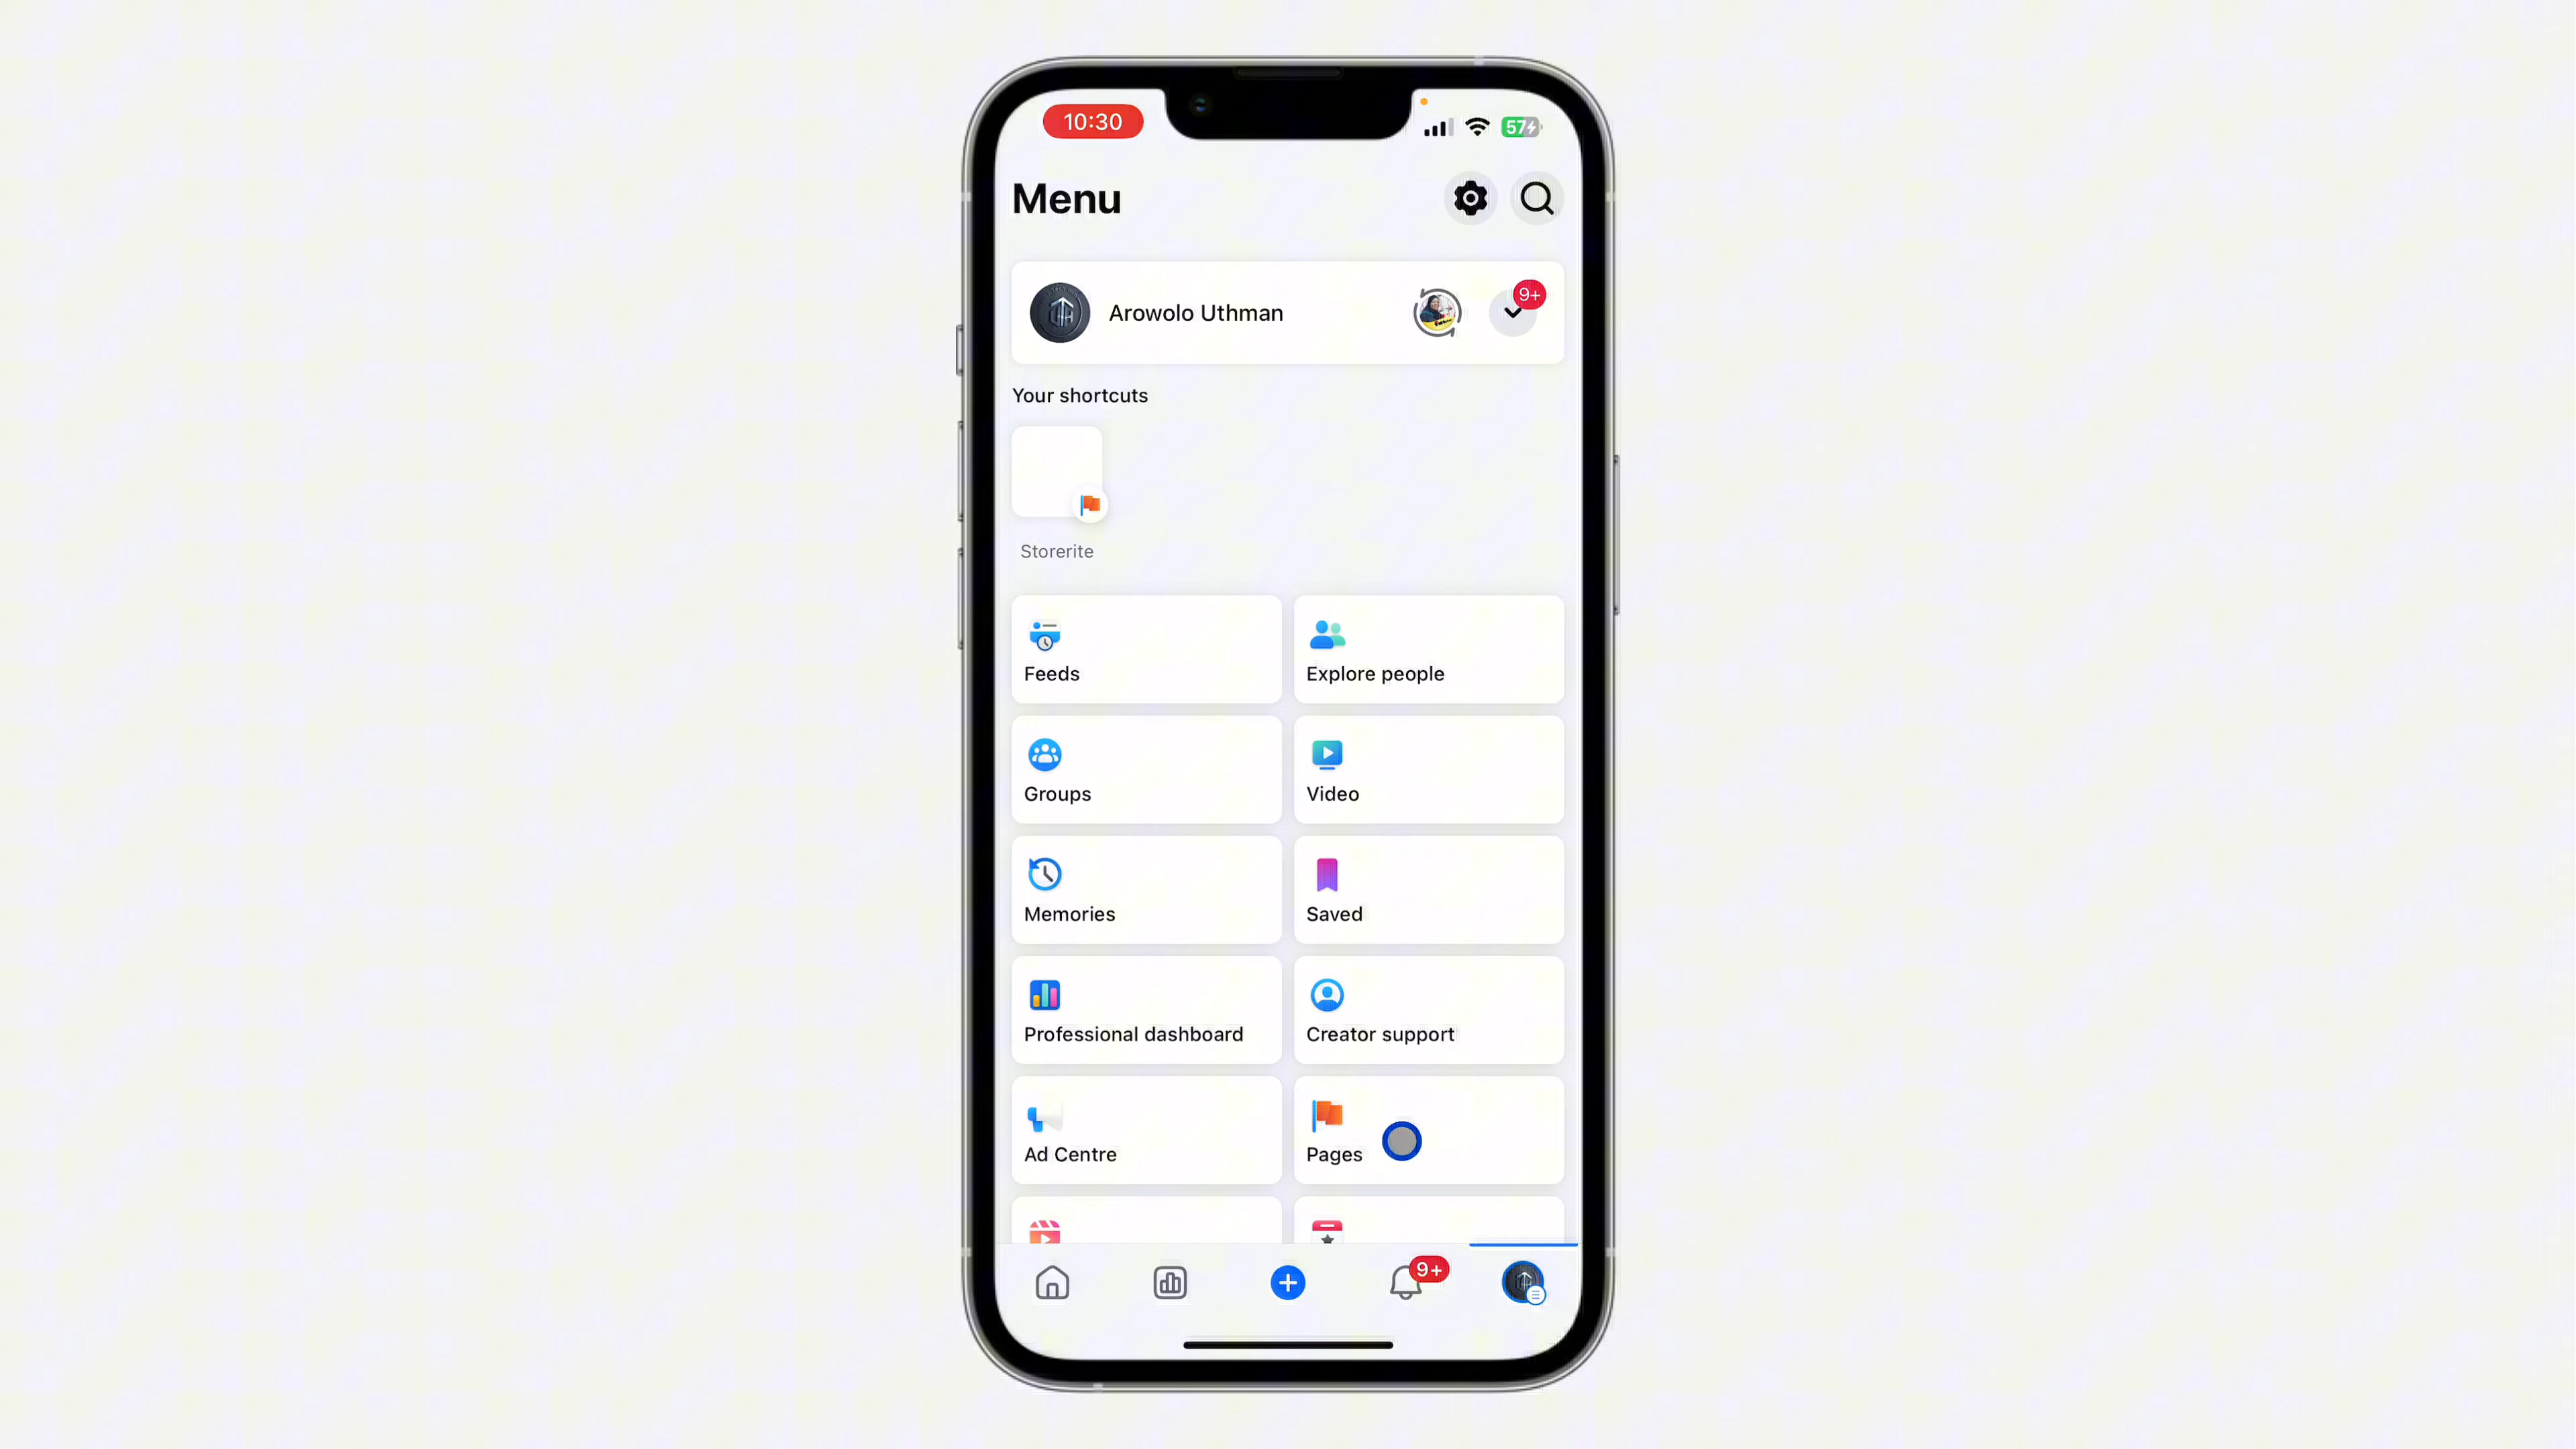 10:30
57
Menu
Arowolo Uthman
9+
Your shortcuts
Storerite
Feeds
Explore people
Groups
Video
Memories
Saved
Professional dashboard
Creator support
Ad Centre
Pages
9+